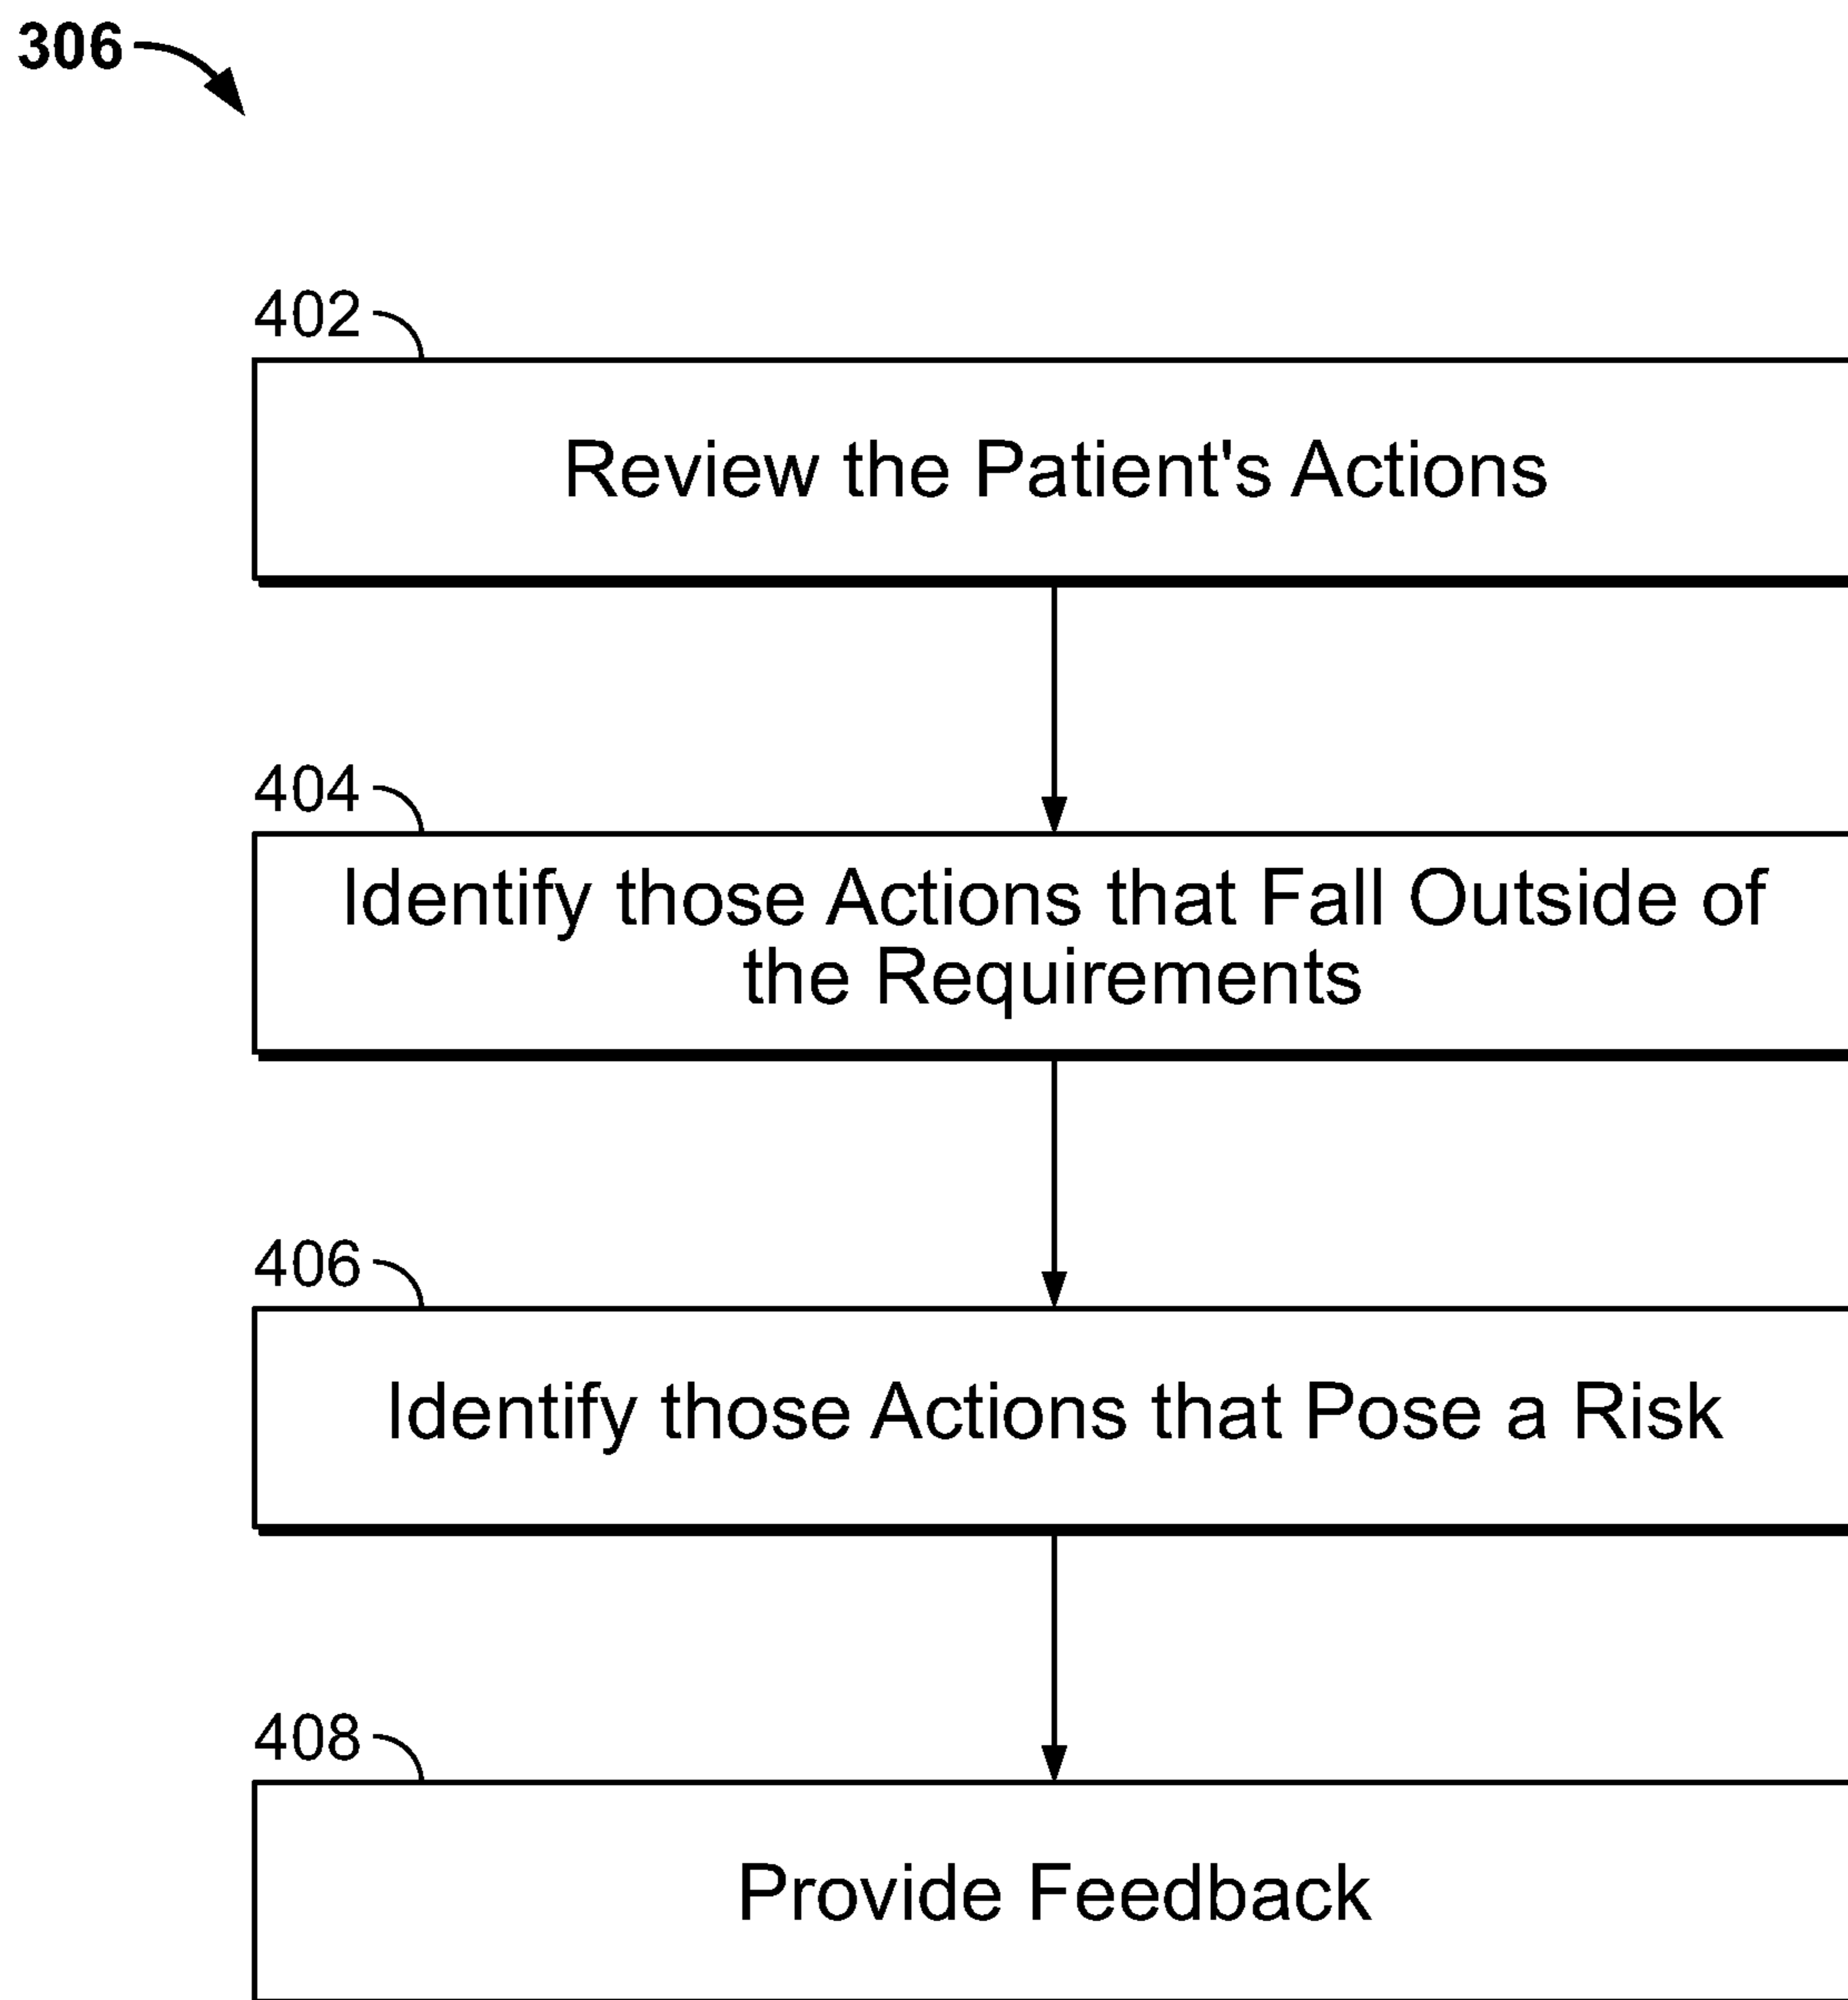 306
402
Review the Patient's Actions
404
Identify those Actions that Fall Outside of
the Requirements
406
Identify those Actions that Pose a Risk
408
Provide Feedback